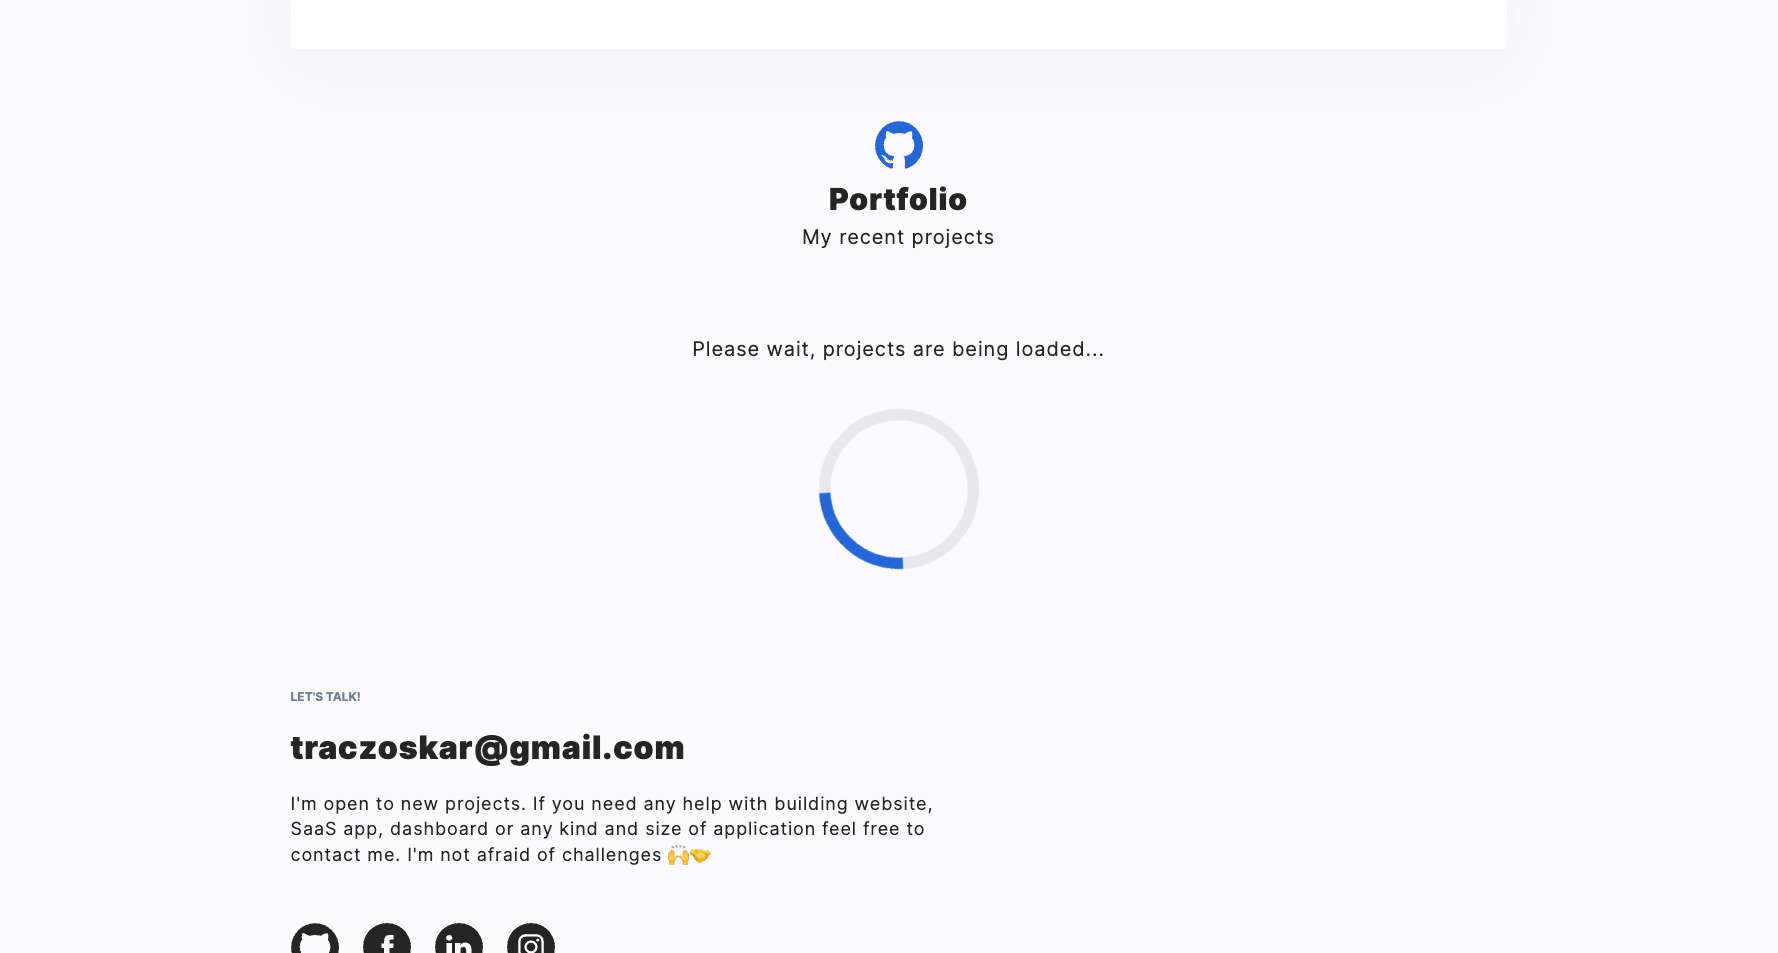 Portfolio
My recent projects
Please wait, projects are being loaded...
LET'S TALK!
traczoskar@gmail.com
I'm open to new projects. If you need any help with building website,
SaaS app, dashboard or any kind and size of application feel free to
contact me. I'm not afraid of challenges 🙌🤝